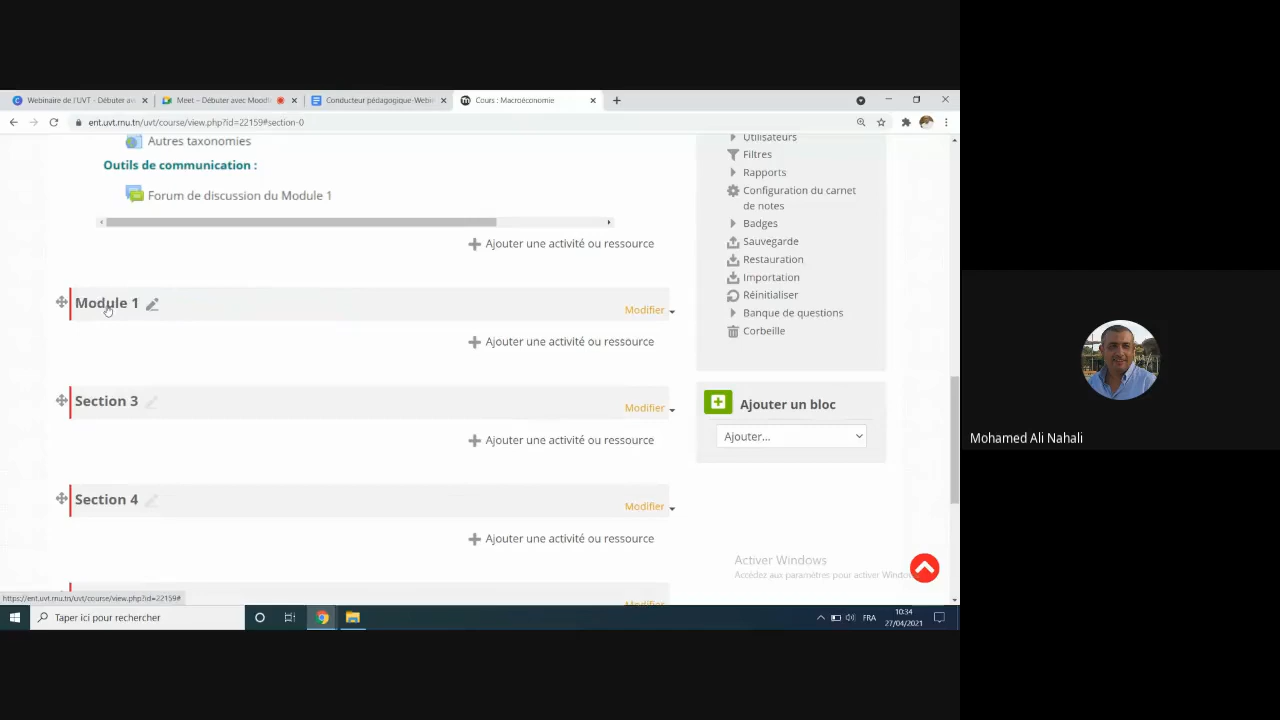 Webinaire de l'UVT - Débuter av
Meet – Débuter avec Mood
Conducteur pédagogique-Webi
Cours : Macroéconomie
ent.uvt.rnu.tn/uvt/course/view.php?id=22159#section-0
Autres taxonomies
Outils de communication :
Forum de discussion du Module 1
Ajouter une activité ou ressource
Module 1
Modifier
Ajouter une activité ou ressource
Section 3
Modifier
Ajouter une activité ou ressource
Section 4
Modifier
Ajouter une activité ou ressource
Modifier
Utilisateurs
Filtres
Rapports
Configuration du carnet
de notes
Badges
Sauvegarde
Restauration
Importation
Réinitialiser
Banque de questions
Corbeille
Ajouter un bloc
Ajouter...
Activer Windows
Accédez aux paramètres pour activer Windows
https://ent.uvt.rnu.tn/uvt/course/view.php?id=22159#
Taper ici pour rechercher
FRA
10:34
27/04/2021
Mohamed Ali Nahali